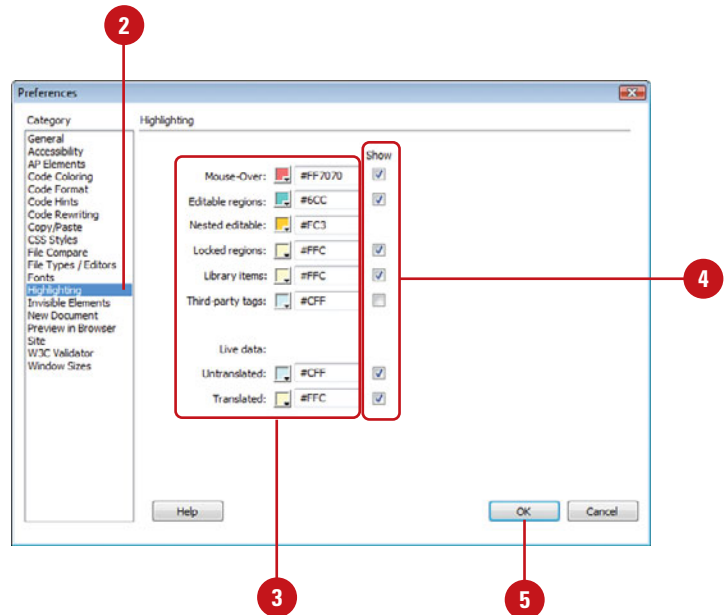 2
Preferences
Category
Highlighting
General
Accessibility
AP Elements
Code Coloring
Code Format
Code Hints
Code Rewriting
Copy/Paste
CSS Styles
File Compare
File Types / Editors
Fonts
Highlighting
Invisible Elements
New Document
Preview in Browser
Site
W3C Validator
Window Sizes
Show
Mouse-Over: #FF7070
Editable regions: #6CC
Nested editable: #FC3
Locked regions: #FFC
Library items: #FFC
Third-party tags: #CFF
Live data:
Untranslated: #CFF
Translated: #FFC
4
Help
OK
Cancel
3
5